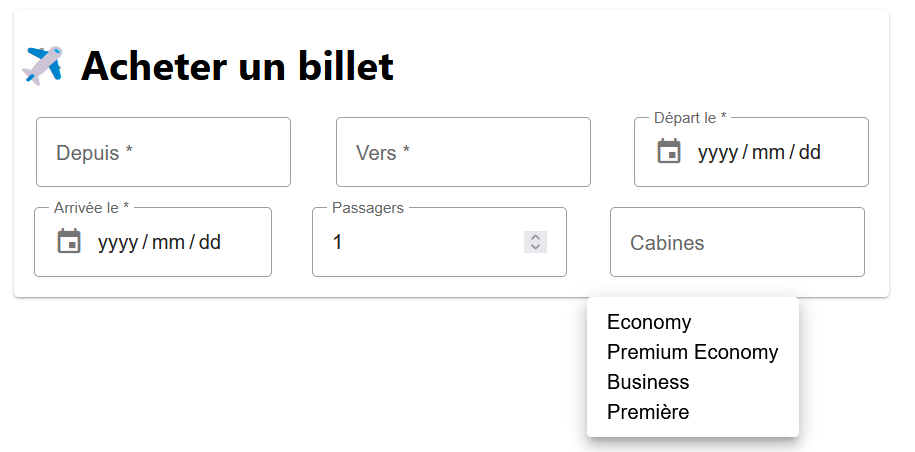 Acheter un billet
Depuis *
Vers *
Départ le *
yyyy / mm / dd
Arrivée le *
yyyy / mm / dd
Passagers
1
Cabines
Economy
Premium Economy
Business
Première